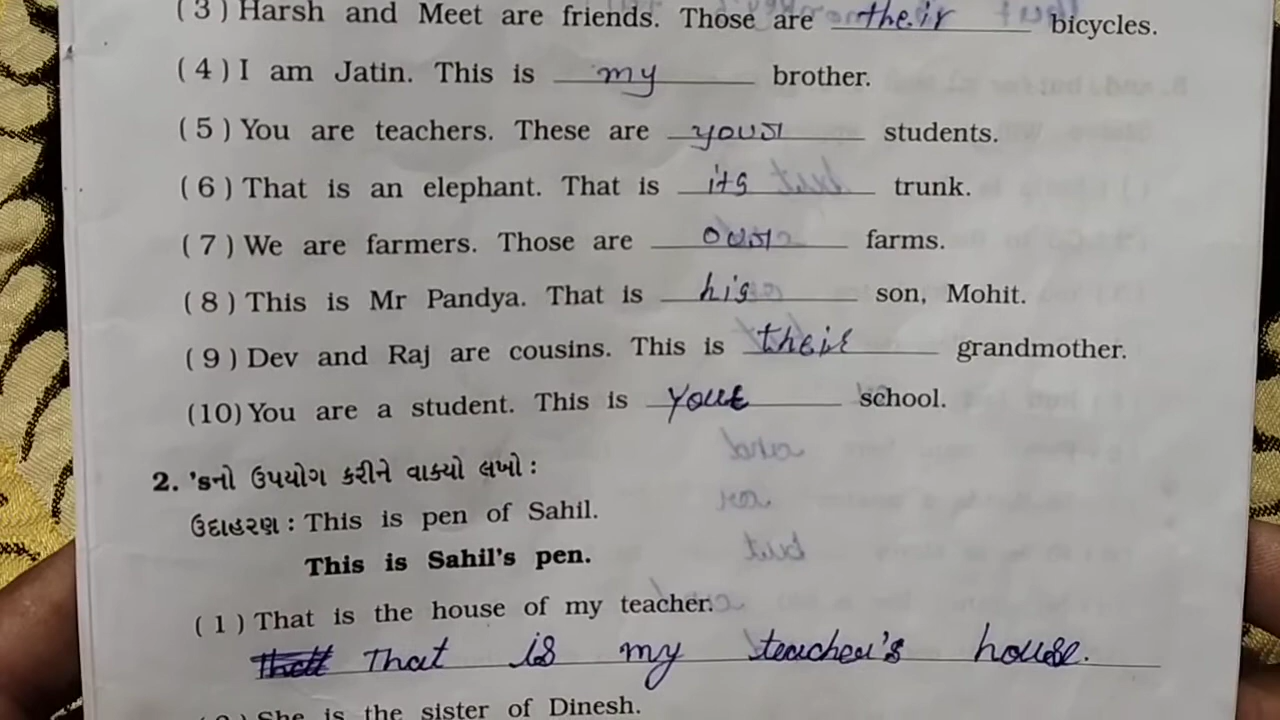 (3) Harsh and Meet are friends. Those are their bicycles.
(4) I am Jatin. This is my brother.
(5) You are teachers. These are your students.
(6) That is an elephant. That is its trunk.
(7) We are farmers. Those are our farms.
(8) This is Mr Pandya. That is his son, Mohit.
(9) Dev and Raj are cousins. This is their grandmother.
(10) You are a student. This is your school.
2. 'sનો ઉપયોગ કરીને વાક્યો લખો :
ઉદાહરણ : This is pen of Sahil.
This is Sahil's pen.
(1) That is the house of my teacher.
That is my teacher's house.
She is the sister of Dinesh.